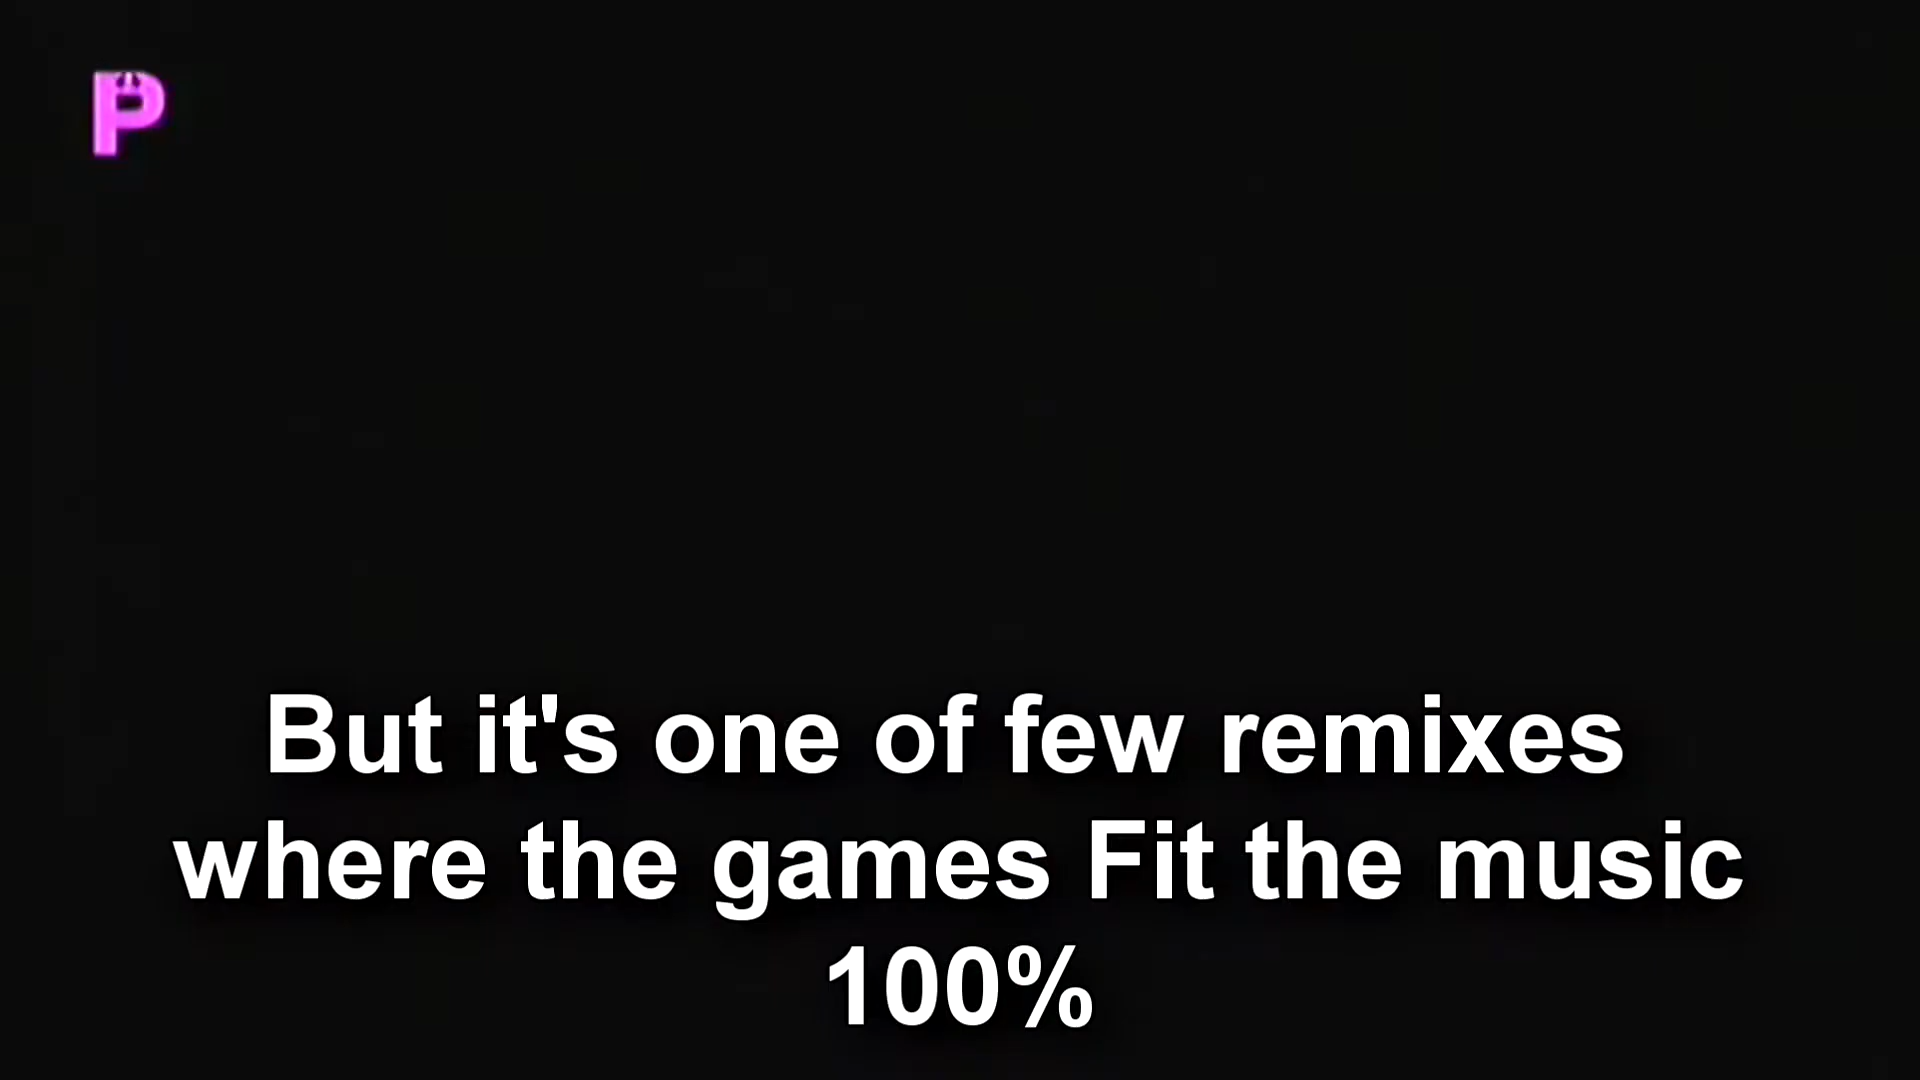 P
But it's one of few remixes
where the games Fit the music
100%